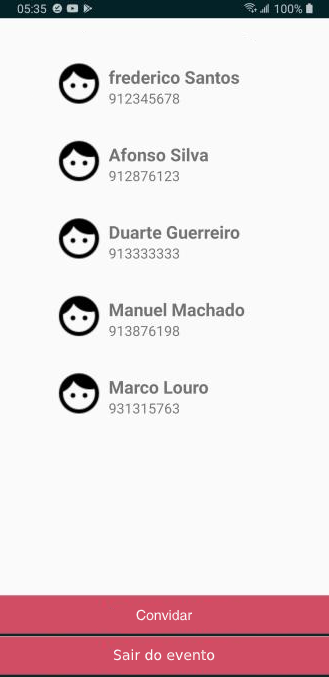 05:35 100%
frederico Santos
912345678
Afonso Silva
912876123
Duarte Guerreiro
913333333
Manuel Machado
913876198
Marco Louro
931315763
Convidar
Sair do evento